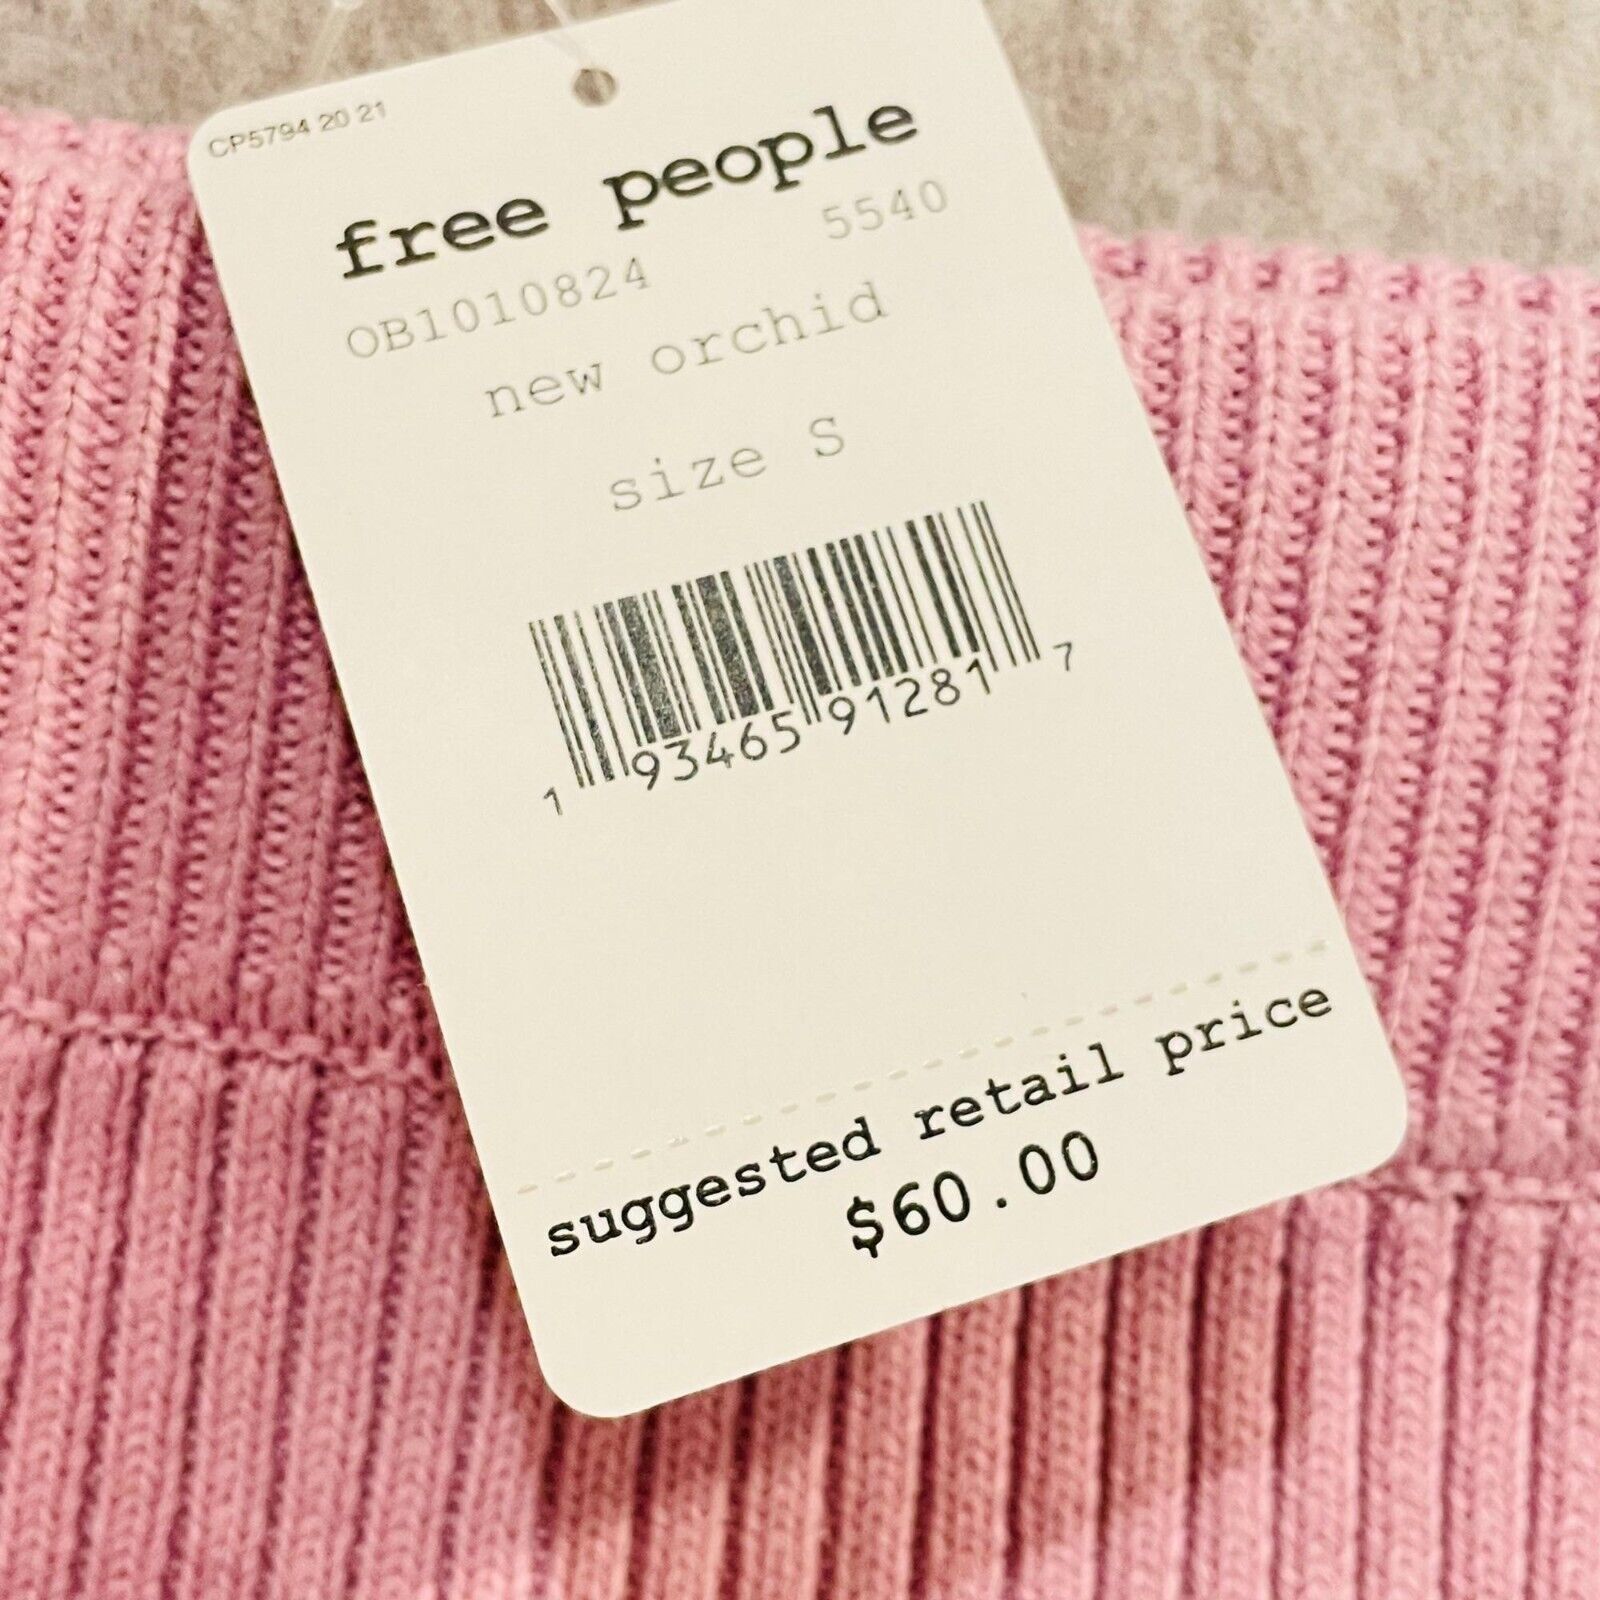 CP5794 20 21
free people
OB1010824 5540
new orchid
size S
1 93465 91281 7
suggested retail price
$60.00